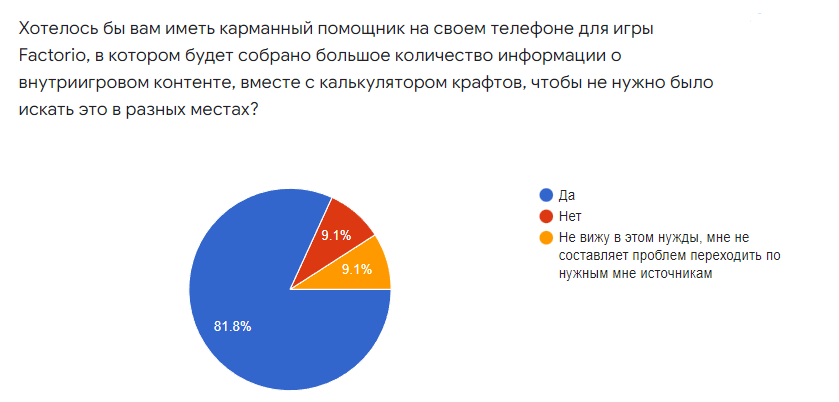 Хотелось бы вам иметь карманный помощник на своем телефоне для игры
Factorio, в котором будет собрано большое количество информации о
внутриигровом контенте, вместе с калькулятором крафтов, чтобы не нужно было
искать это в разных местах?
Да
Нет
Не вижу в этом нужды, мне не
составляет проблем переходить по
нужным мне источникам
9.1%
9.1%
81.8%